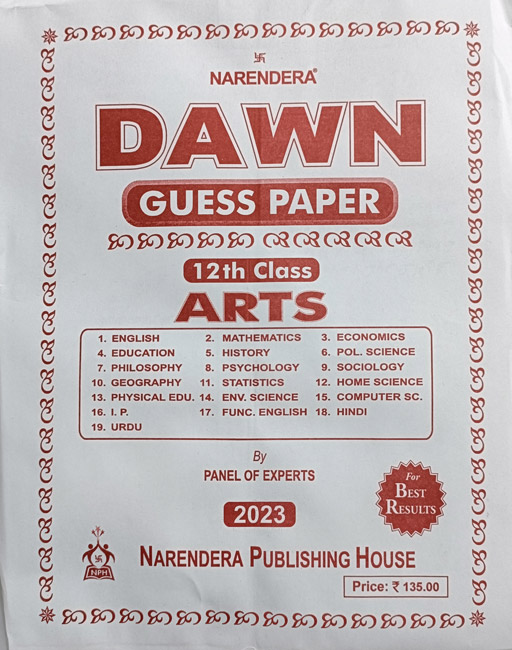 卐
NARENDERA®
DAWN
GUESS PAPER
12th Class
ARTS
1. ENGLISH 2. MATHEMATICS 3. ECONOMICS
4. EDUCATION 5. HISTORY 6. POL. SCIENCE
7. PHILOSOPHY 8. PSYCHOLOGY 9. SOCIOLOGY
10. GEOGRAPHY 11. STATISTICS 12. HOME SCIENCE
13. PHYSICAL EDU. 14. ENV. SCIENCE 15. COMPUTER SC.
16. I. P. 17. FUNC. ENGLISH 18. HINDI
19. URDU
By
PANEL OF EXPERTS
For
BEST
RESULTS
2023
NPH
NARENDERA PUBLISHING HOUSE
Price: ₹ 135.00